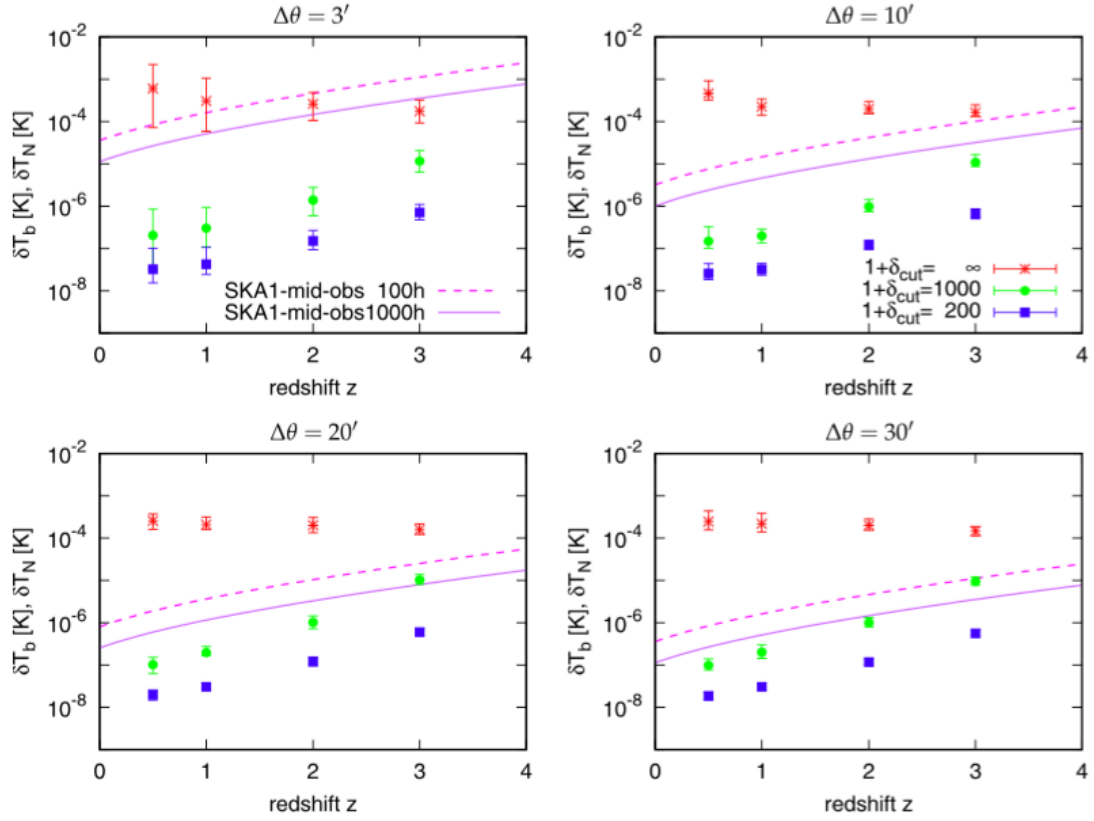 Δθ = 3′
10⁻²
10⁻⁴
10⁻⁶
10⁻⁸
δT_b [K], δT_N [K]
SKA1-mid-obs 100h
SKA1-mid-obs1000h
0 1 2 3 4
redshift z
Δθ = 10′
10⁻²
10⁻⁴
10⁻⁶
10⁻⁸
δT_b [K], δT_N [K]
1+δ_cut= ∞
1+δ_cut=1000
1+δ_cut= 200
0 1 2 3 4
redshift z
Δθ = 20′
10⁻²
10⁻⁴
10⁻⁶
10⁻⁸
δT_b [K], δT_N [K]
0 1 2 3 4
redshift z
Δθ = 30′
10⁻²
10⁻⁴
10⁻⁶
10⁻⁸
δT_b [K], δT_N [K]
0 1 2 3 4
redshift z